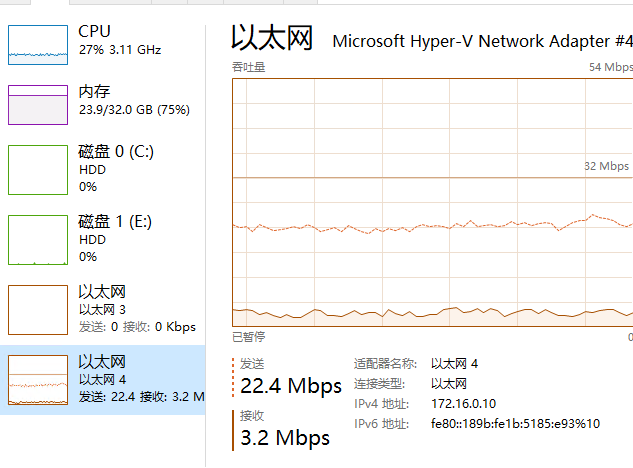 CPU
27% 3.11 GHz
内存
23.9/32.0 GB (75%)
磁盘 0 (C:)
HDD
0%
磁盘 1 (E:)
HDD
0%
以太网
以太网 3
发送: 0 接收: 0 Kbps
以太网
以太网 4
发送: 22.4 接收: 3.2 M
以太网 Microsoft Hyper-V Network Adapter #4
吞吐量 54 Mbps
32 Mbps
已暂停 0
发送
22.4 Mbps
接收
3.2 Mbps
适配器名称: 以太网 4
连接类型: 以太网
IPv4 地址: 172.16.0.10
IPv6 地址: fe80::189b:fe1b:5185:e93%10